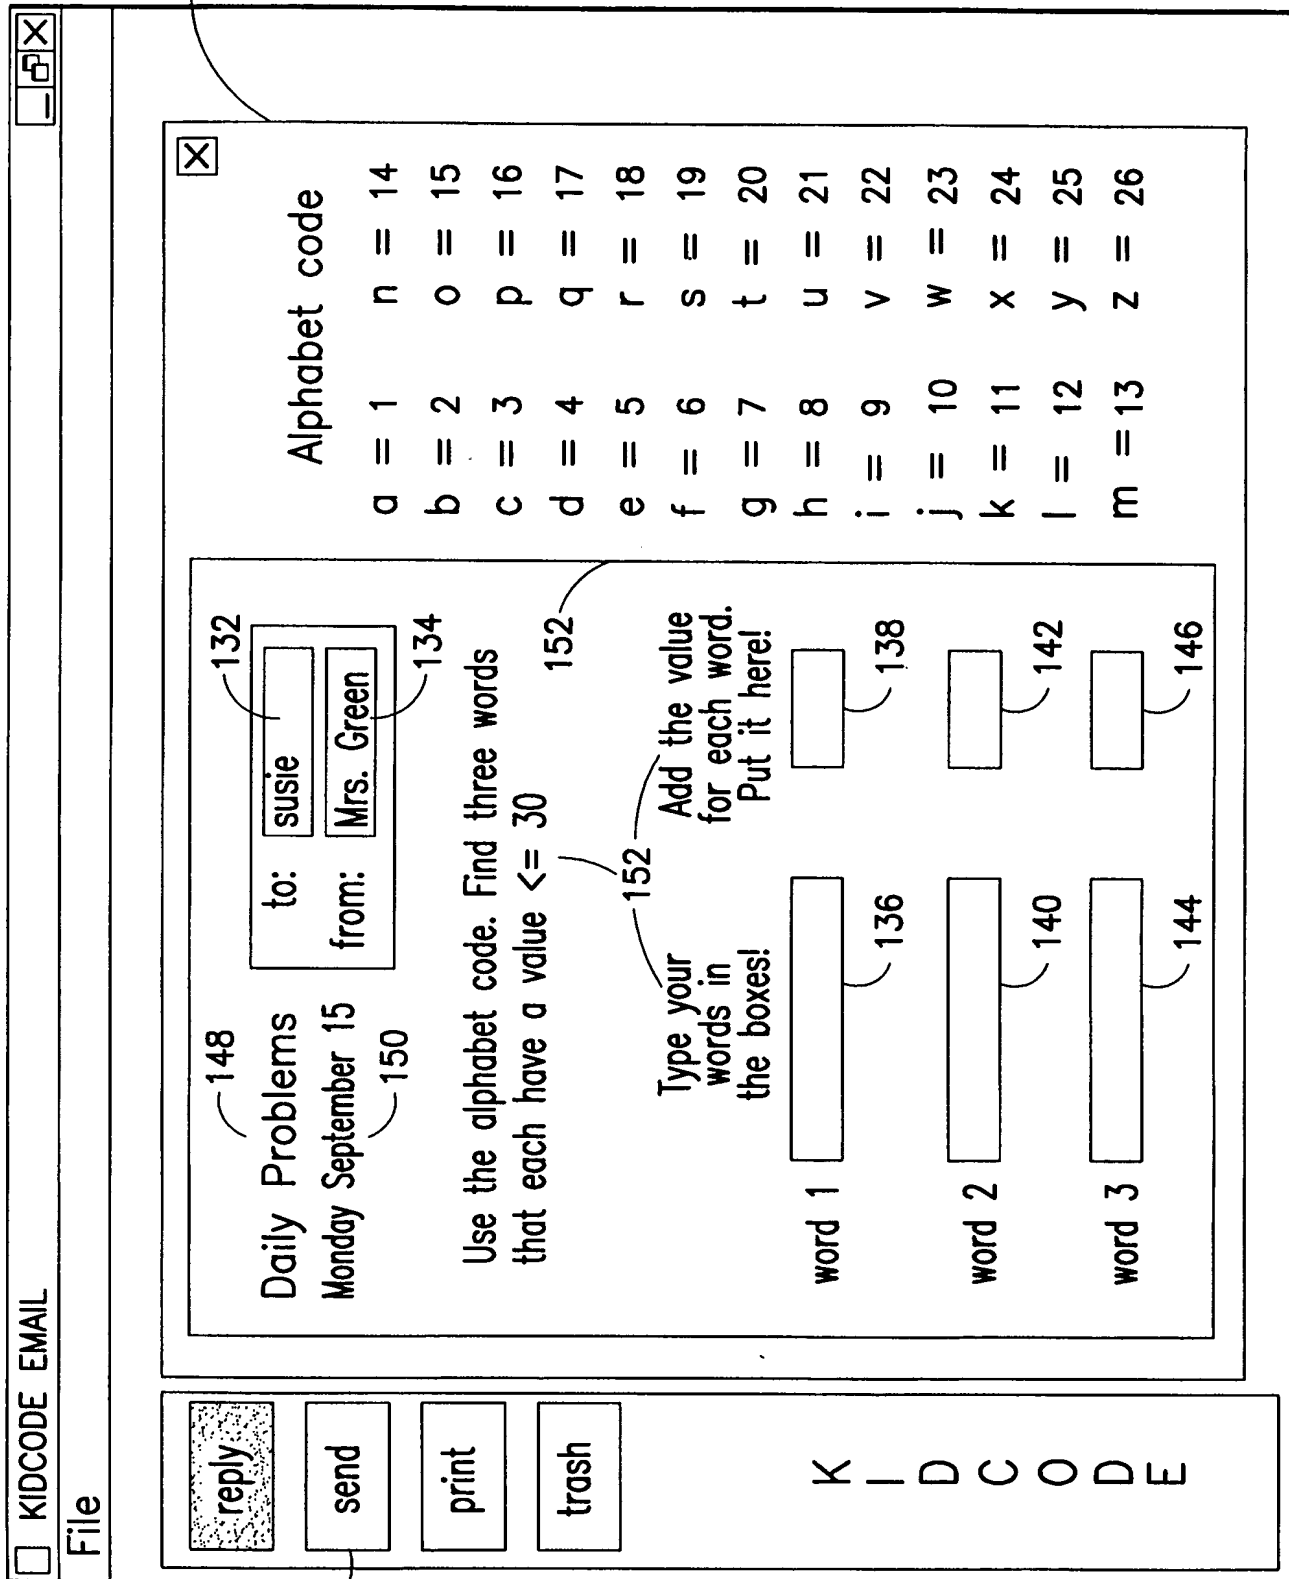 KIDCODE EMAIL
File
reply
send
print
trash
K
I
D
C
O
D
E
148
Daily Problems
Monday September 15
150
to: susie
132
from: Mrs. Green
134
Use the alphabet code. Find three words
that each have a value <= 30
152
152
Type your
words in
the boxes!
Add the value
for each word.
Put it here!
word 1
136
138
word 2
140
142
word 3
144
146
Alphabet code
a = 1 n = 14
b = 2 o = 15
c = 3 p = 16
d = 4 q = 17
e = 5 r = 18
f = 6 s = 19
g = 7 t = 20
h = 8 u = 21
i = 9 v = 22
j = 10 w = 23
k = 11 x = 24
l = 12 y = 25
m = 13 z = 26